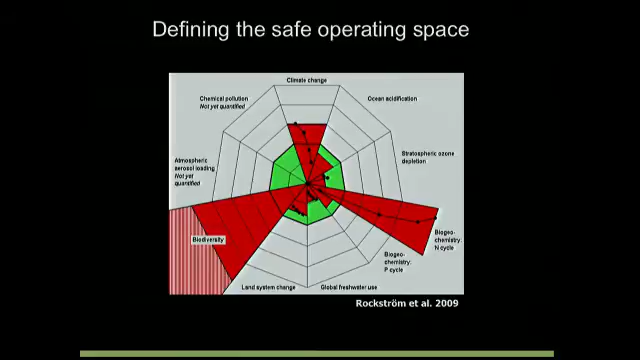 Defining the safe operating space
Climate change
Chemical pollution
Not yet quantified
Ocean acidification
Atmospheric
aerosol loading
Not yet
quantified
Stratospheric ozone
depletion
Biodiversity
Biogeo-
chemistry:
N cycle
Biogeo-
chemistry:
P cycle
Land system change
Global freshwater use
Rockström et al. 2009